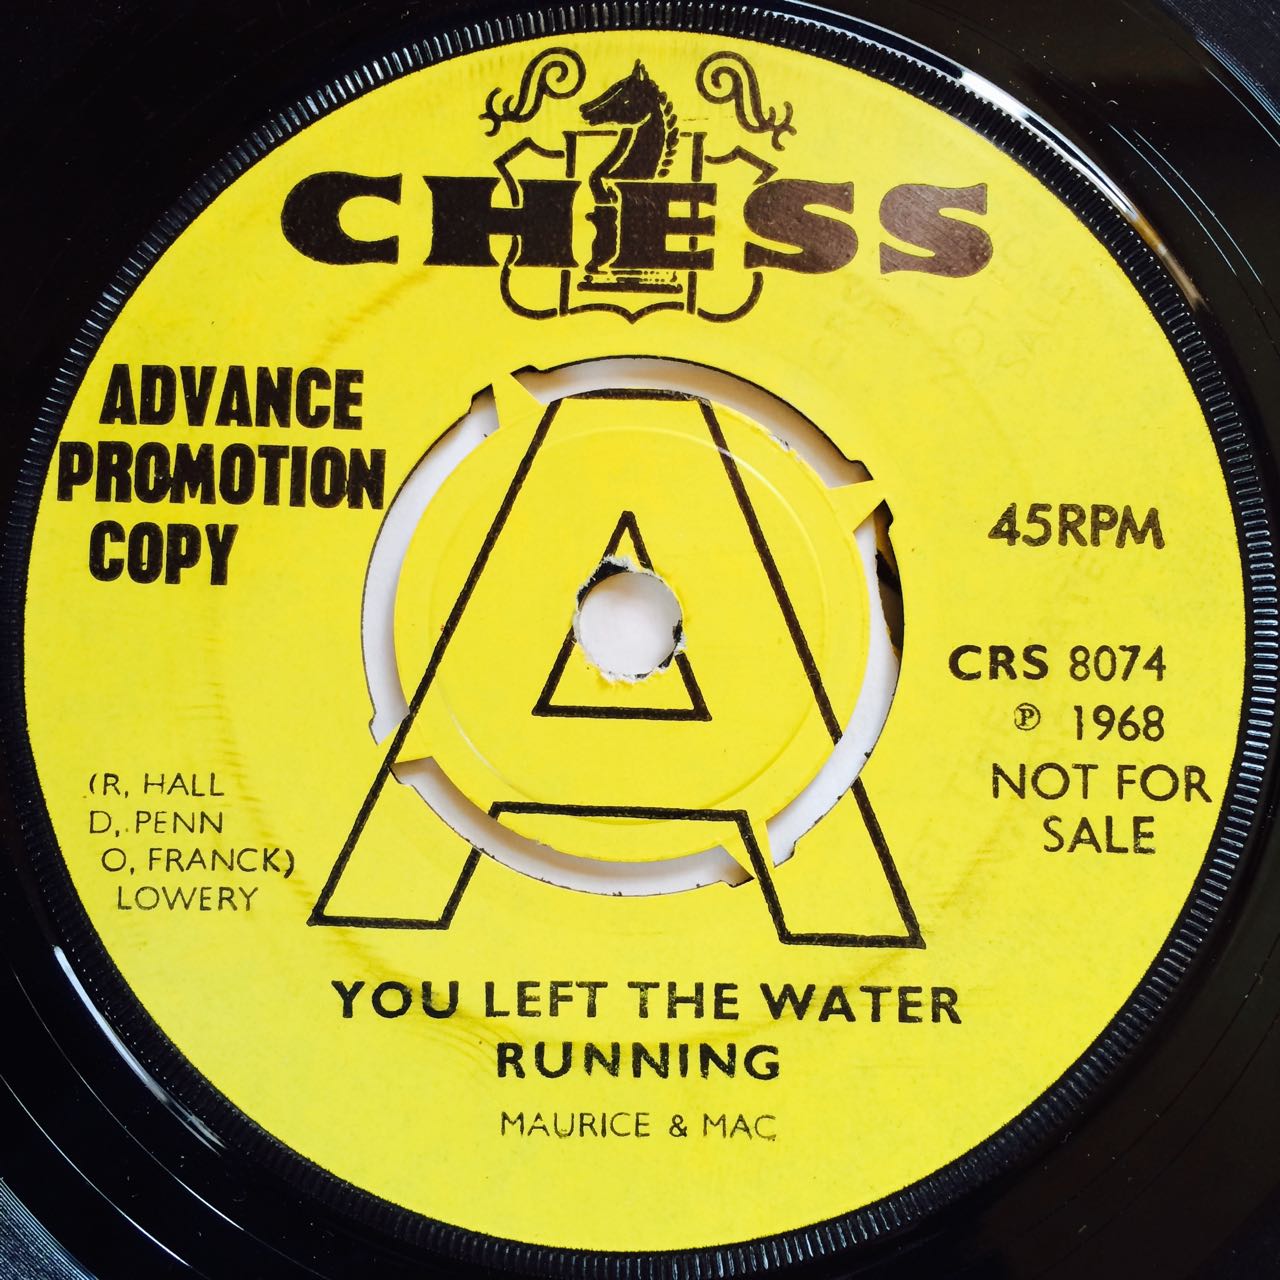 CHESS
ADVANCE
PROMOTION
COPY
A
45RPM
CRS 8074
℗ 1968
NOT FOR
SALE
(R, HALL
D, PENN
O, FRANCK)
LOWERY
YOU LEFT THE WATER
RUNNING
MAURICE & MAC